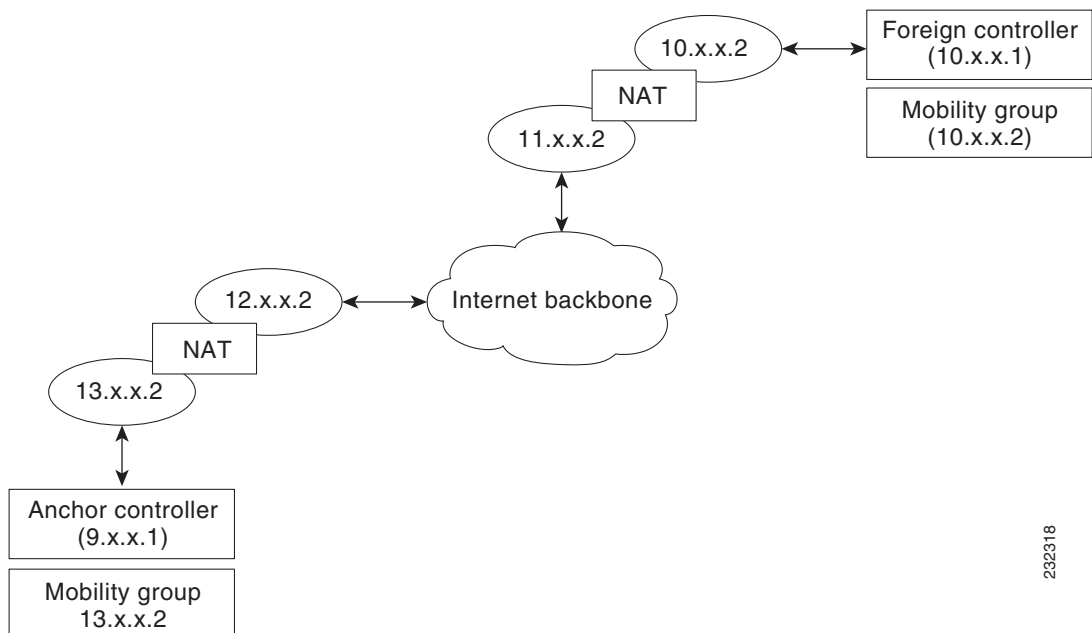 10.x.x.2
Foreign controller
(10.x.x.1)
NAT
Mobility group
(10.x.x.2)
11.x.x.2
Internet backbone
12.x.x.2
NAT
13.x.x.2
Anchor controller
(9.x.x.1)
Mobility group
13.x.x.2
232318